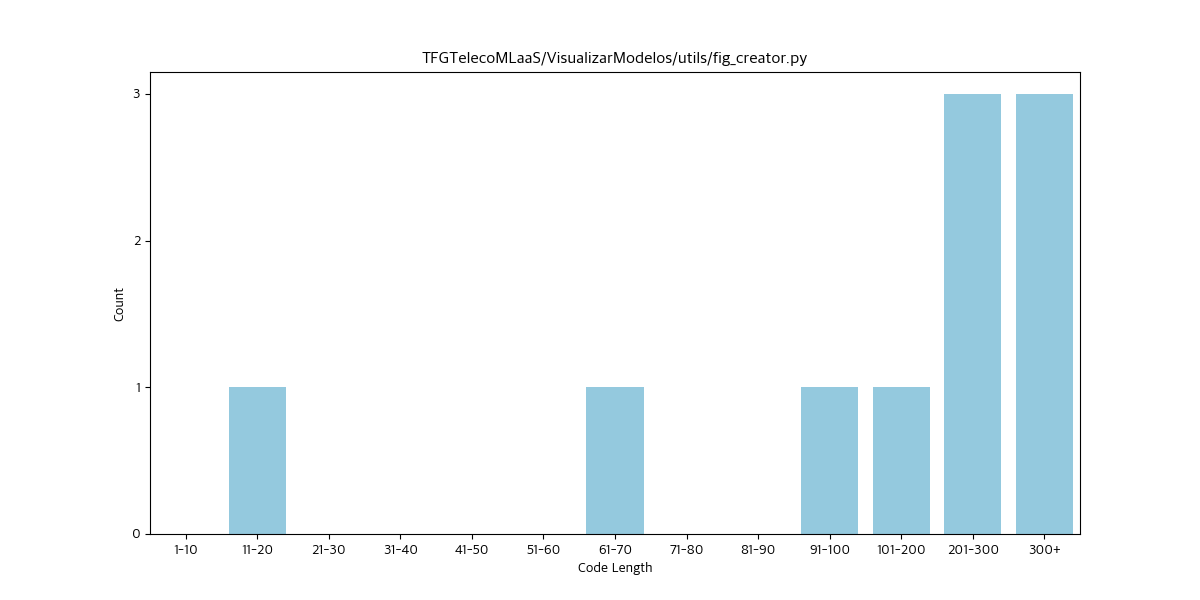 TFGTelecoMLaaS/VisualizarModelos/utils/fig_creator.py
3
2
1
0
Count
1-10 11-20 21-30 31-40 41-50 51-60 61-70 71-80 81-90 91-100 101-200 201-300 300+
Code Length